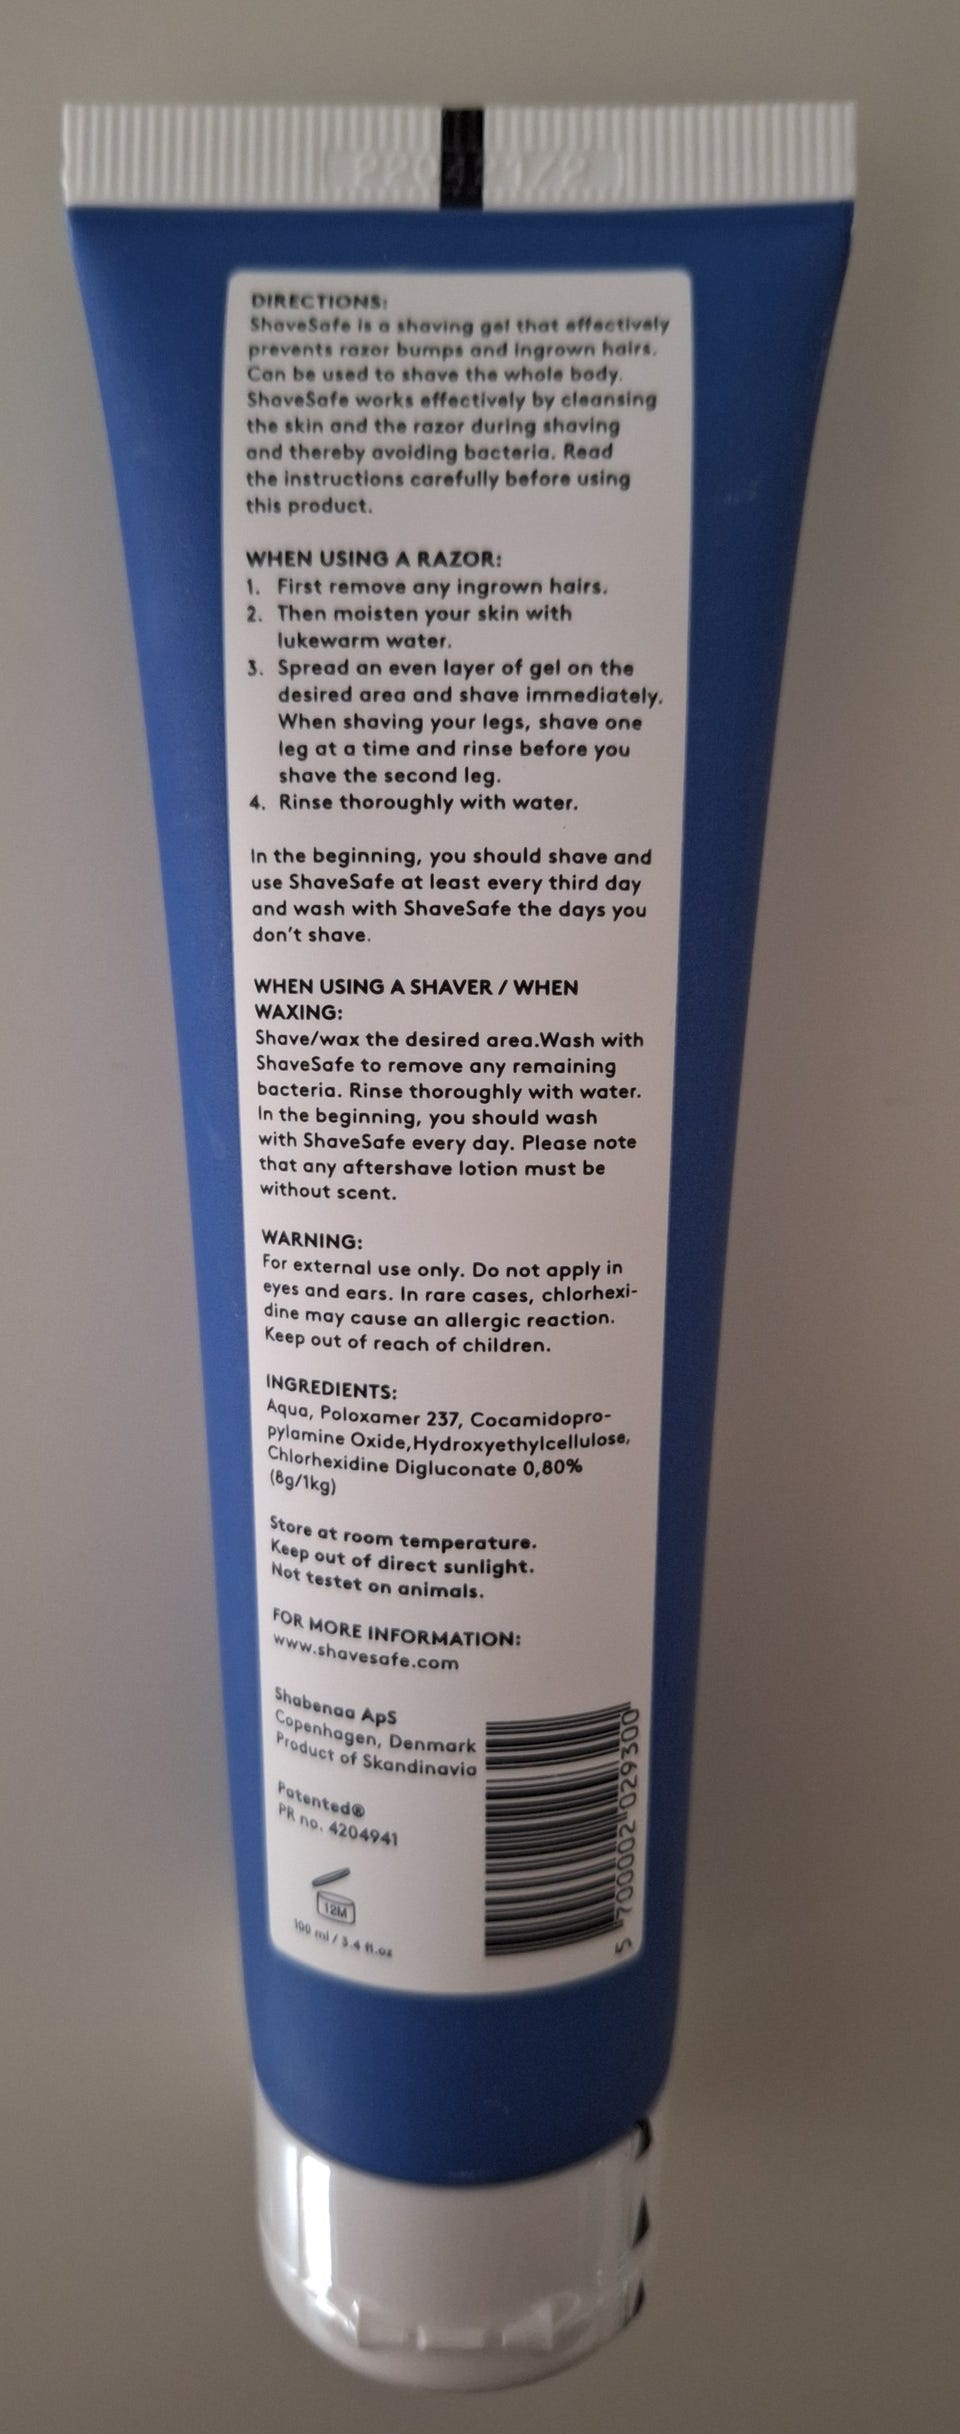 DIRECTIONS:
ShaveSafe is a shaving gel that effectively
prevents razor bumps and ingrown hairs.
Can be used to shave the whole body.
ShaveSafe works effectively by cleansing
the skin and the razor during shaving
and thereby avoiding bacteria. Read
the instructions carefully before using
this product.
WHEN USING A RAZOR:
1. First remove any ingrown hairs.
2. Then moisten your skin with
lukewarm water.
3. Spread an even layer of gel on the
desired area and shave immediately.
When shaving your legs, shave one
leg at a time and rinse before you
shave the second leg.
4. Rinse thoroughly with water.
In the beginning, you should shave and
use ShaveSafe at least every third day
and wash with ShaveSafe the days you
don't shave.
WHEN USING A SHAVER / WHEN
WAXING:
Shave/wax the desired area.Wash with
ShaveSafe to remove any remaining
bacteria. Rinse thoroughly with water.
In the beginning, you should wash
with ShaveSafe every day. Please note
that any aftershave lotion must be
without scent.
WARNING:
For external use only. Do not apply in
eyes and ears. In rare cases, chlorhexi-
dine may cause an allergic reaction.
Keep out of reach of children.
INGREDIENTS:
Aqua, Poloxamer 237, Cocamidopro-
pylamine Oxide,Hydroxyethylcellulose,
Chlorhexidine Digluconate 0,80%
(8g/1kg)
Store at room temperature.
Keep out of direct sunlight.
Not testet on animals.
FOR MORE INFORMATION:
www.shavesafe.com
Shabenaa ApS
Copenhagen, Denmark
Product of Skandinavia
Patented®
PR no. 4204941
12M
100 ml / 3.4 fl.oz
5 700002 029300